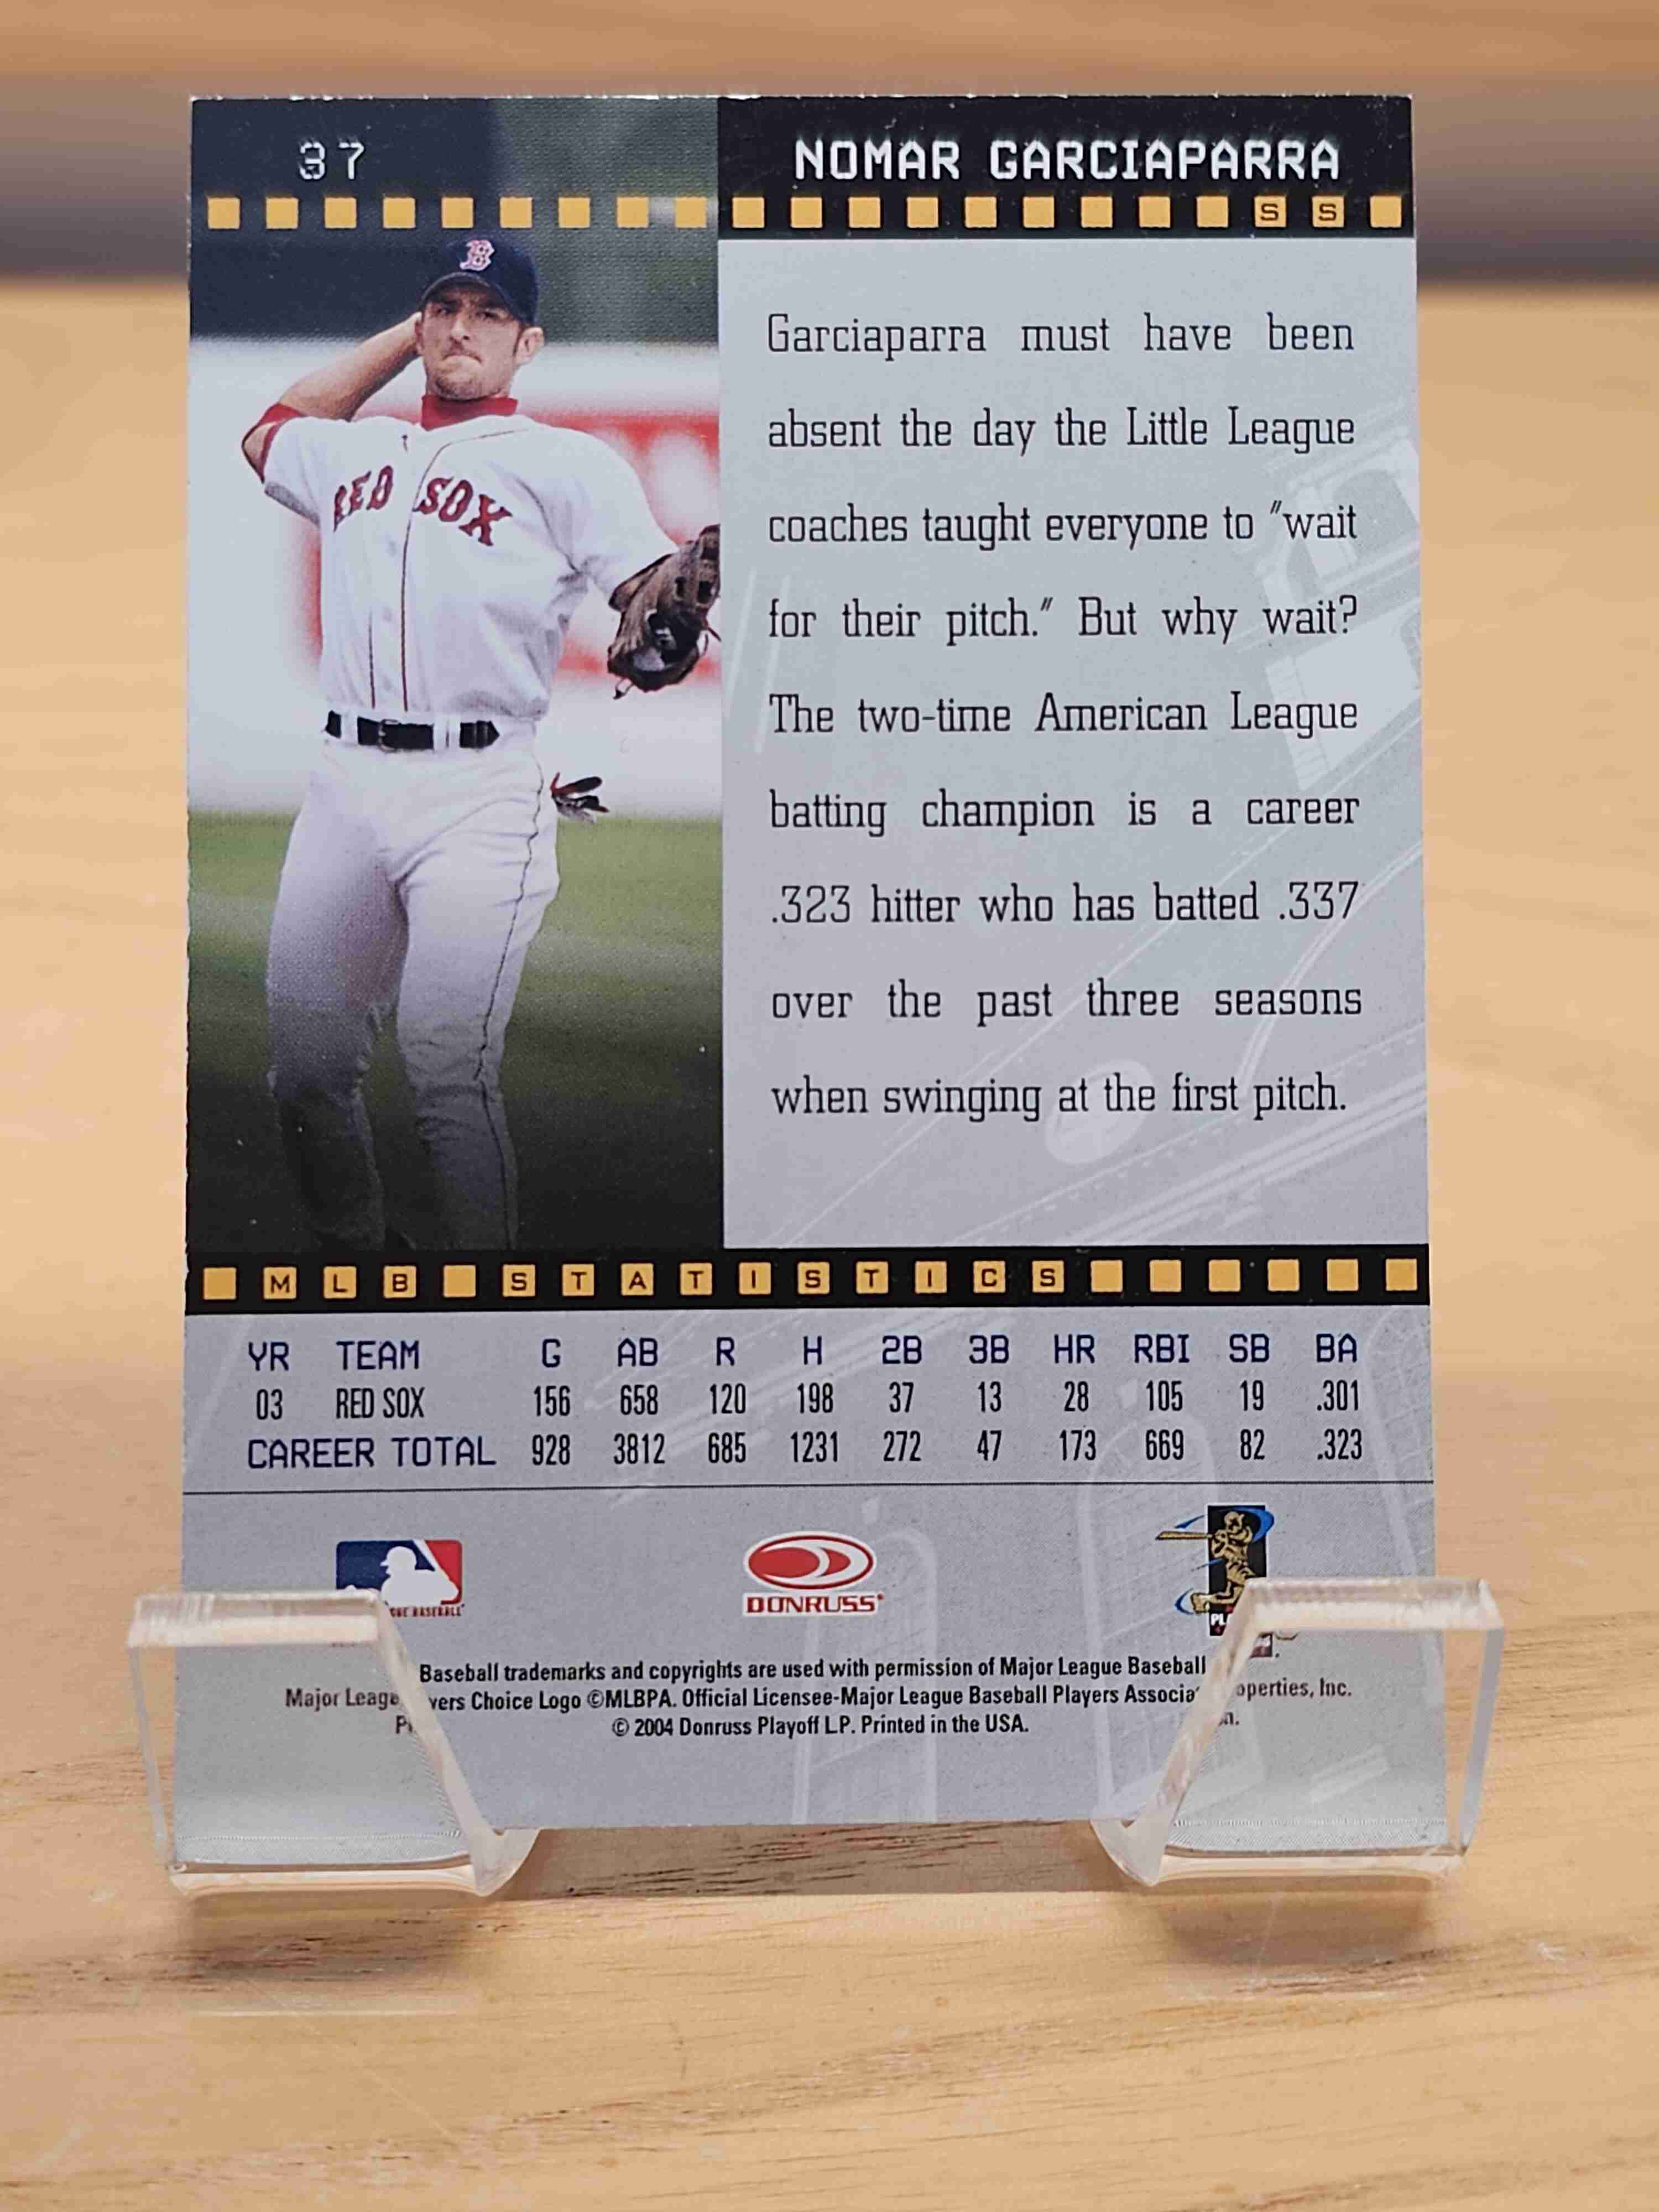 37
NOMAR GARCIAPARRA
SS
B
RED SOX
Garciaparra must have been
absent the day the Little League
coaches taught everyone to "wait
for their pitch." But why wait?
The two-time American League
batting champion is a career
.323 hitter who has batted .337
over the past three seasons
when swinging at the first pitch.
MLB STATISTICS
YR TEAM G AB R H 2B 3B HR RBI SB BA
03 RED SOX 156 658 120 198 37 13 28 105 19 .301
CAREER TOTAL 928 3812 685 1231 272 47 173 669 82 .323
BASEBALL
DONRUSS
Baseball trademarks and copyrights are used with permission of Major League Baseball
Major Choice Logo ©MLBPA. Official Licensee-Major League Baseball Players Inc.
© 2004 Donruss Playoff L.P. Printed in the USA.